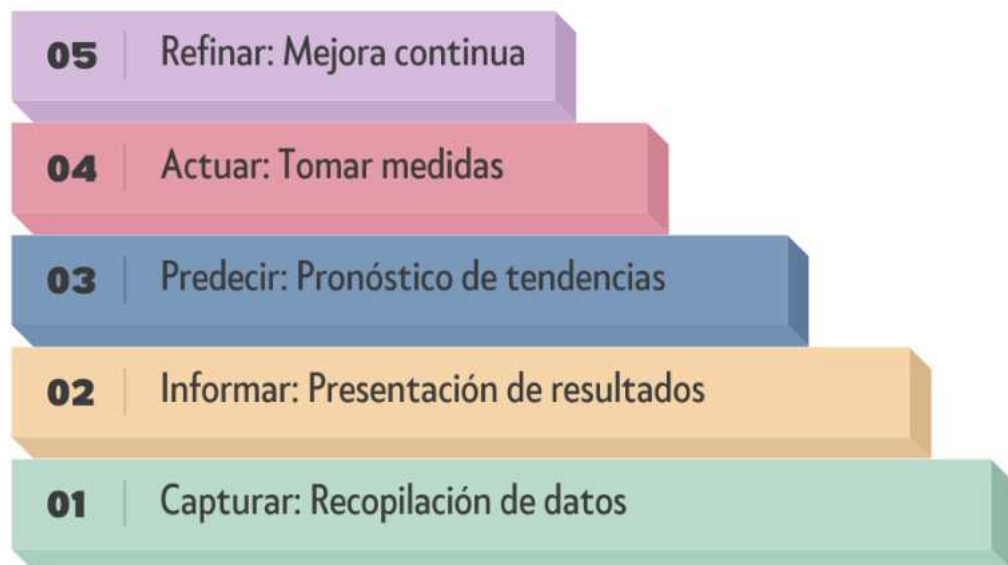 05 Refinar: Mejora continua
04 Actuar: Tomar medidas
03 Predecir: Pronóstico de tendencias
02 Informar: Presentación de resultados
01 Capturar: Recopilación de datos